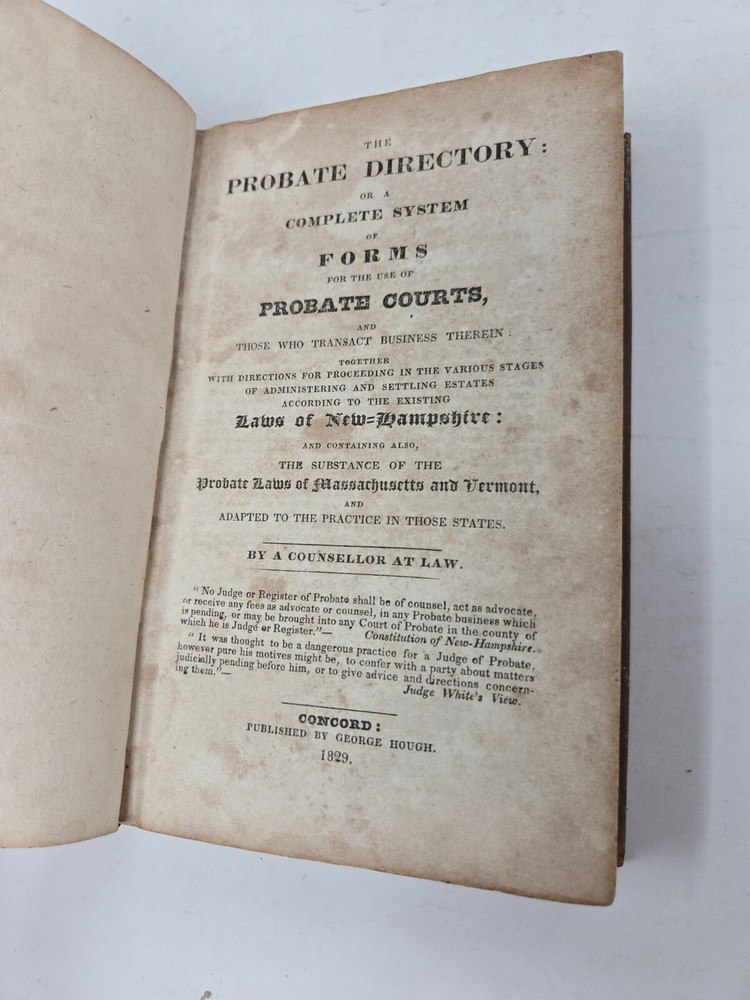 THE
PROBATE DIRECTORY:
OR A
COMPLETE SYSTEM
OF
FORMS
FOR THE USE OF
PROBATE COURTS,
AND
THOSE WHO TRANSACT BUSINESS THEREIN:
TOGETHER
WITH DIRECTIONS FOR PROCEEDING IN THE VARIOUS STAGES
OF ADMINISTERING AND SETTLING ESTATES
ACCORDING TO THE EXISTING
Laws of New=Hampshire:
AND CONTAINING ALSO,
THE SUBSTANCE OF THE
Probate Laws of Massachusetts and Vermont,
AND
ADAPTED TO THE PRACTICE IN THOSE STATES.
BY A COUNSELLOR AT LAW.
"No Judge or Register of Probate shall be of counsel, act as advocate,
or receive any fees as advocate or counsel, in any Probate business which
is pending, or may be brought into any Court of Probate in the county of
which he is Judge or Register."— Constitution of New-Hampshire.
"It was thought to be a dangerous practice for a Judge of Probate,
however pure his motives might be, to confer with a party about matters
judicially pending before him, or to give advice and directions concern-
ing them."— Judge White's View.
CONCORD:
PUBLISHED BY GEORGE HOUGH.
1829.